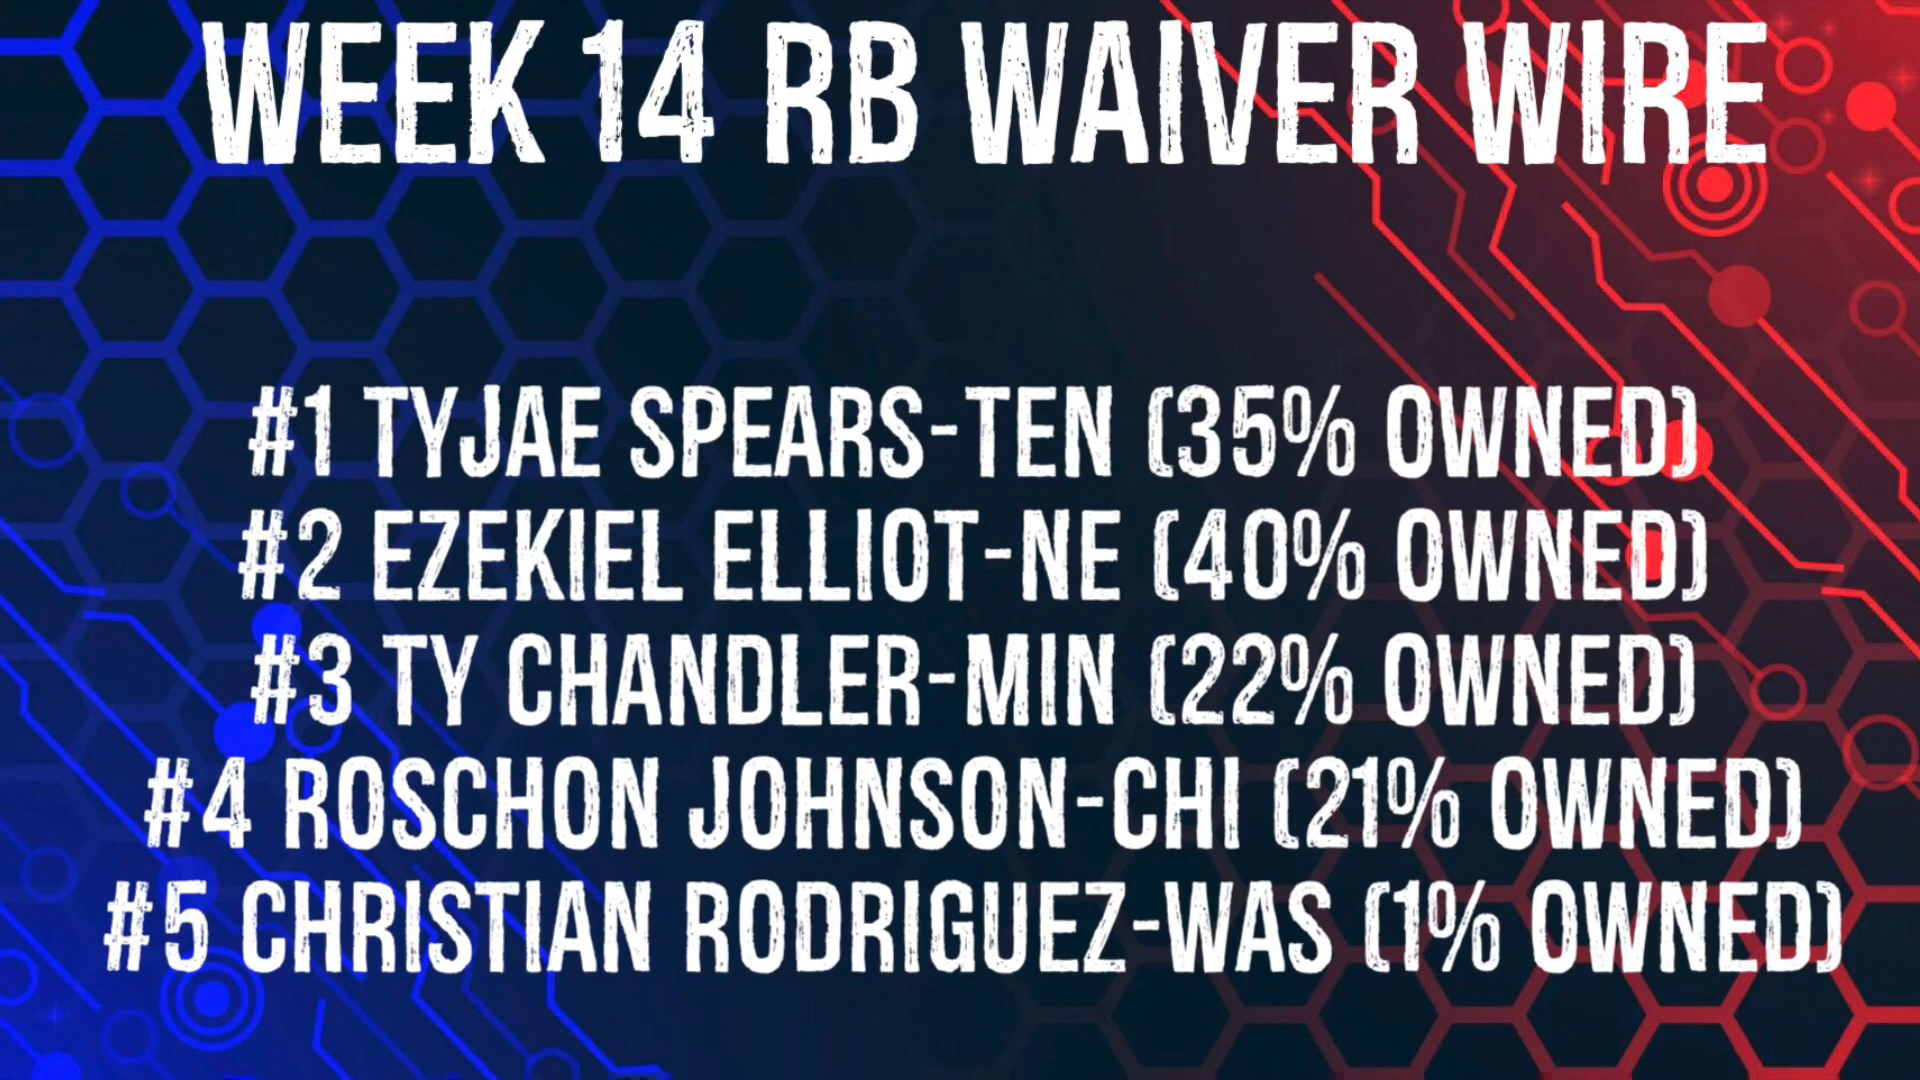 WEEK 14 RB WAIVER WIRE
#1 TYJAE SPEARS-TEN (35% OWNED)
#2 EZEKIEL ELLIOT-NE (40% OWNED)
#3 TY CHANDLER-MIN (22% OWNED)
#4 ROSCHON JOHNSON-CHI (21% OWNED)
#5 CHRISTIAN RODRIGUEZ-WAS (1% OWNED)